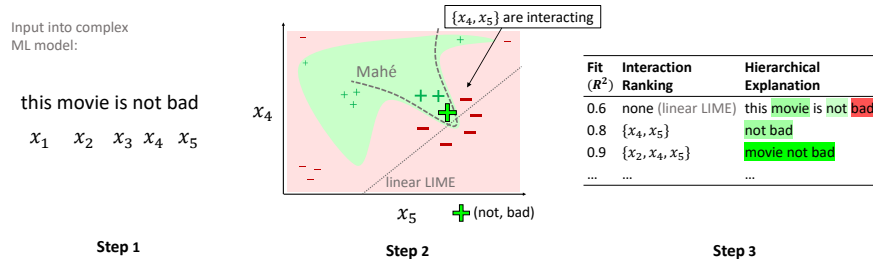 Input into complex
ML model:
this movie is not bad
x₁ x₂ x₃ x₄ x₅
Step 1
{x₄, x₅} are interacting
Mahé
x₄
linear LIME
x₅
(not, bad)
Step 2
Fit (R²) Interaction Ranking Hierarchical Explanation
0.6 none (linear LIME) this movie is not bad
0.8 {x₄, x₅} not bad
0.9 {x₂, x₄, x₅} movie not bad
... ... ...
Step 3